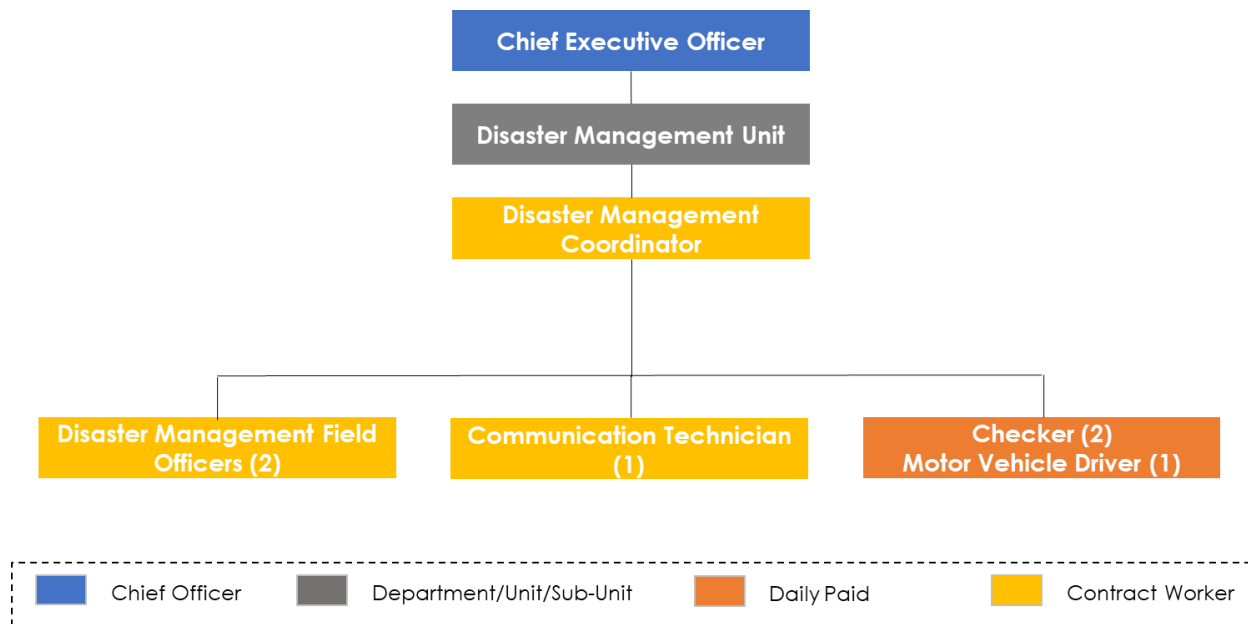 Chief Executive Officer
Disaster Management Unit
Disaster Management
Coordinator
Disaster Management Field
Officers (2)
Communication Technician
(1)
Checker (2)
Motor Vehicle Driver (1)
Chief Officer
Department/Unit/Sub-Unit
Daily Paid
Contract Worker